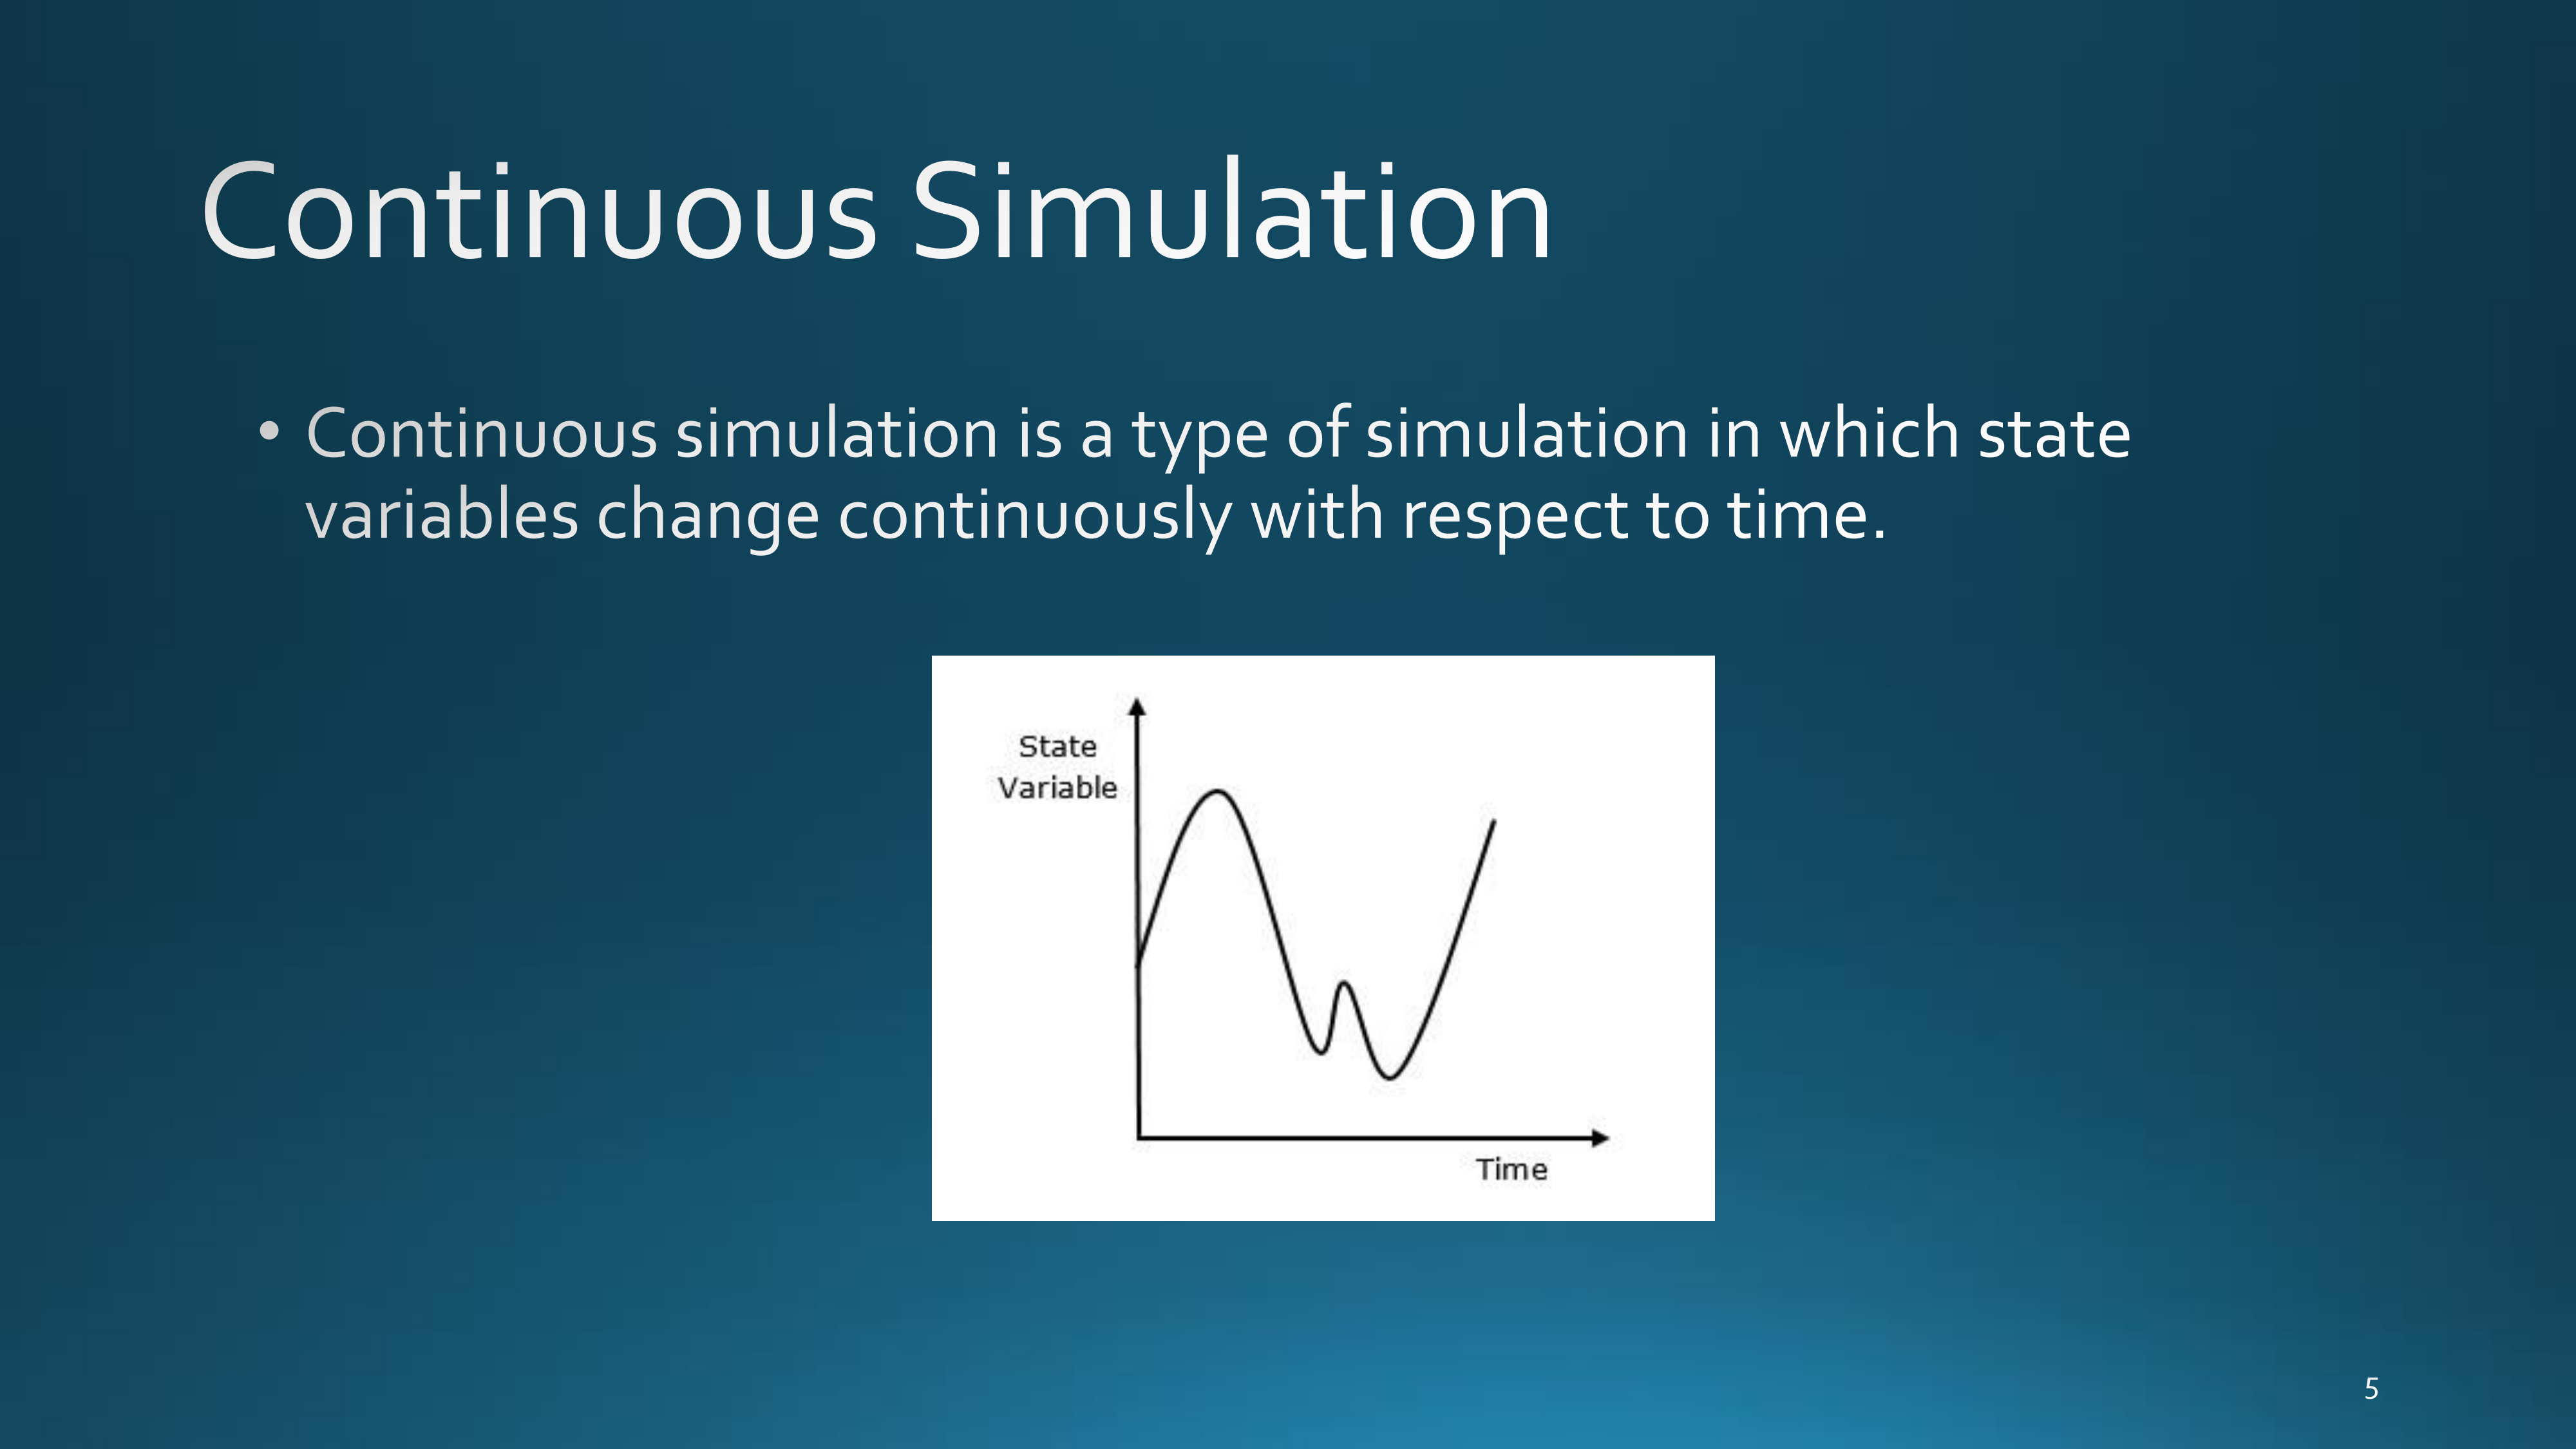 Continuous Simulation
• Continuous simulation is a type of simulation in which state
variables change continuously with respect to time.
State
Variable
Time
5